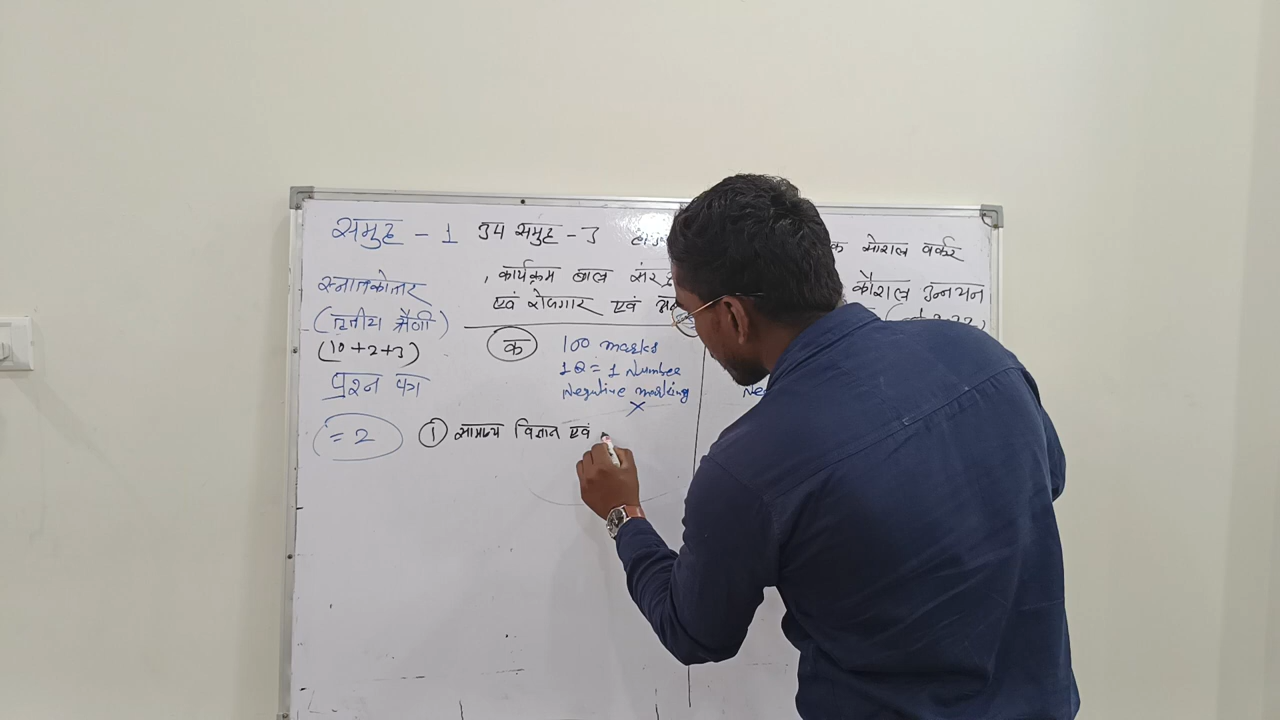 समुह - 1 उप समुह - 3
क सोशल वर्कर
स्नातकोत्तर
(द्वितीय श्रेणी)
(10+2+3)
प्रश्न पत्र
= 2
, कार्यक्रम बाल
कौशल उन्नयन
एवं रोजगार एवं
क
100 marks
1Q = 1 Number
Negative marking
X
Ne
① सामान्य विज्ञान एवं